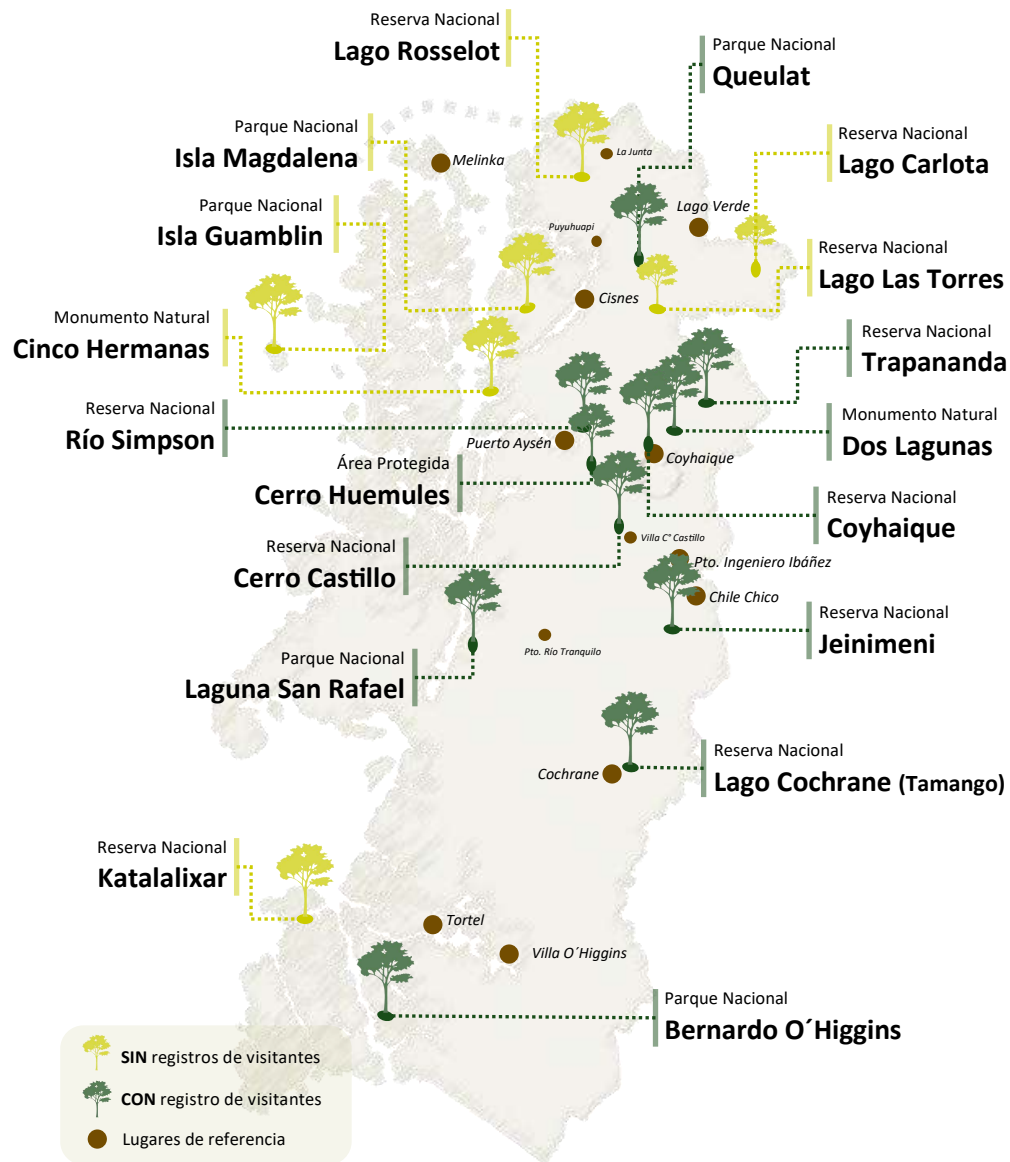 Reserva Nacional
Lago Rosselot
Parque Nacional
Queulat
Parque Nacional
Isla Magdalena
Melinka
La Junta
Reserva Nacional
Lago Carlota
Parque Nacional
Isla Guamblin
Lago Verde
Puyuhuapi
Reserva Nacional
Lago Las Torres
Cisnes
Monumento Natural
Cinco Hermanas
Reserva Nacional
Trapananda
Reserva Nacional
Río Simpson
Monumento Natural
Dos Lagunas
Puerto Aysén
Coyhaique
Área Protegida
Cerro Huemules
Reserva Nacional
Coyhaique
Reserva Nacional
Cerro Castillo
Villa C° Castillo
Pto. Ingeniero Ibáñez
Chile Chico
Reserva Nacional
Jeinimeni
Pto. Río Tranquilo
Parque Nacional
Laguna San Rafael
Reserva Nacional
Lago Cochrane (Tamango)
Cochrane
Reserva Nacional
Katalalixar
Tortel
Villa O´Higgins
Parque Nacional
Bernardo O´Higgins
SIN registros de visitantes
CON registro de visitantes
Lugares de referencia